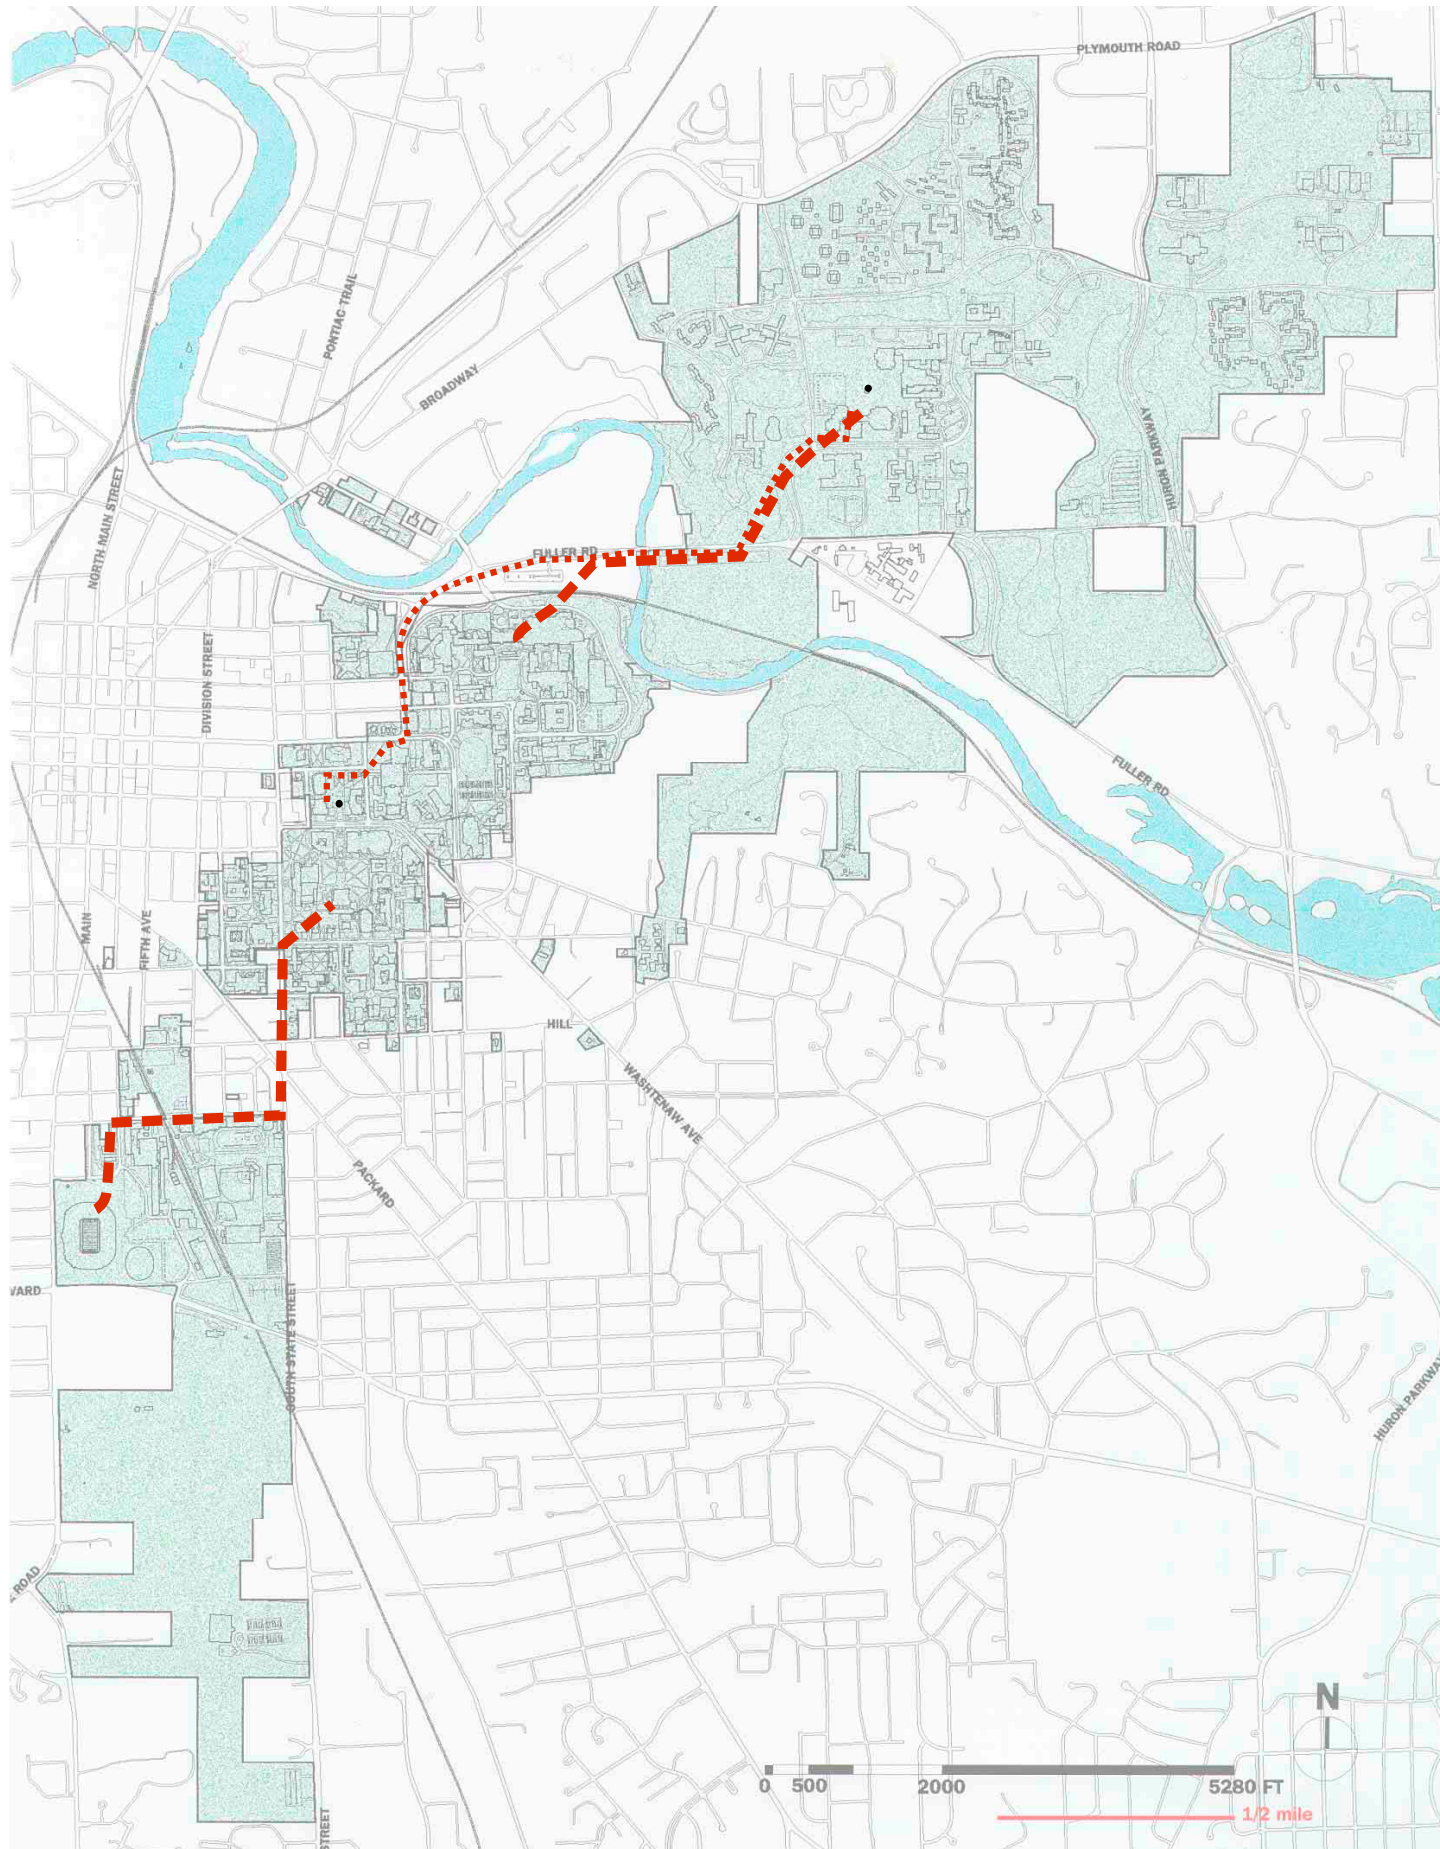 PLYMOUTH ROAD
PONTIAC TRAIL
BROADWAY
HURON PARKWAY
NORTH MAIN STREET
FULLER RD
DIVISION STREET
FULLER RD
MAIN
FIFTH AVE
HILL
WASHTENAW AVE
PACKARD
VARD
SOUTH STATE STREET
HURON PARKWAY
ROAD
N
0 500 2000 5280 FT
1/2 mile
STREET